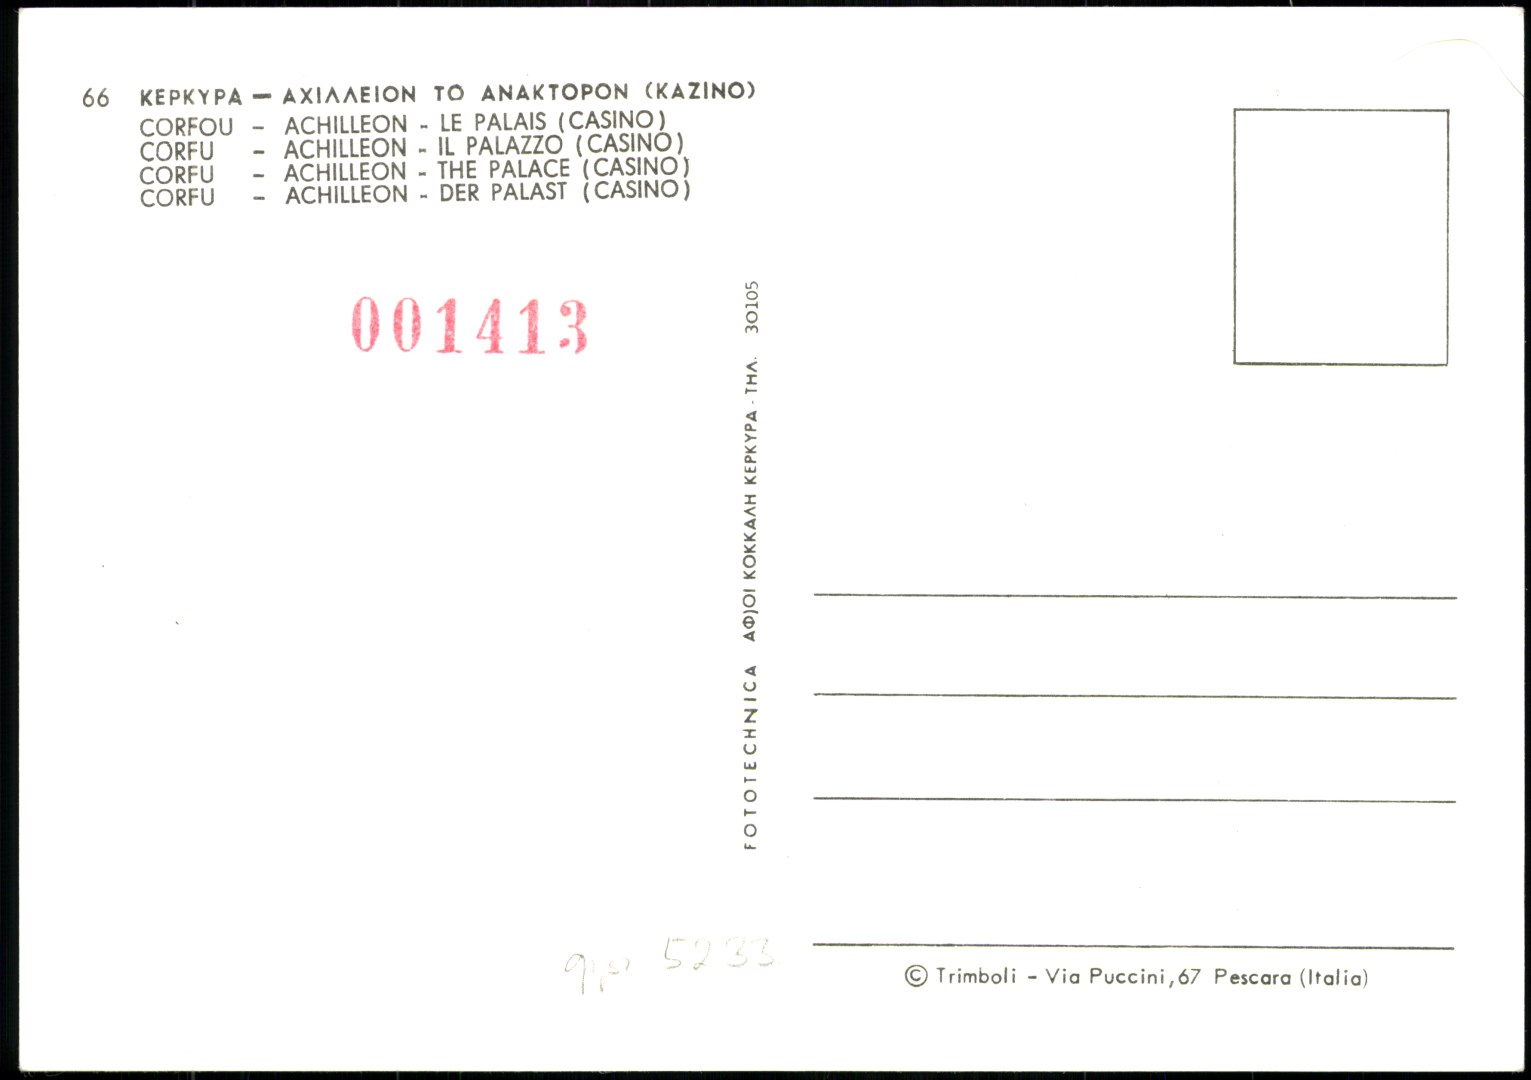 66 ΚΕΡΚΥΡΑ — ΑΧΙΛΛΕΙΟΝ ΤΟ ΑΝΑΚΤΟΡΟΝ (ΚΑΖΙΝΟ)
CORFOU - ACHILLEON - LE PALAIS (CASINO)
CORFU - ACHILLEON - IL PALAZZO (CASINO)
CORFU - ACHILLEON - THE PALACE (CASINO)
CORFU - ACHILLEON - DER PALAST (CASINO)
001413
FOTOTECHNICA ΑΦ)ΟΙ ΚΟΚΚΑΛΗ ΚΕΡΚΥΡΑ - ΤΗΛ. 30105
5233
© Trimboli - Via Puccini, 67 Pescara (Italia)